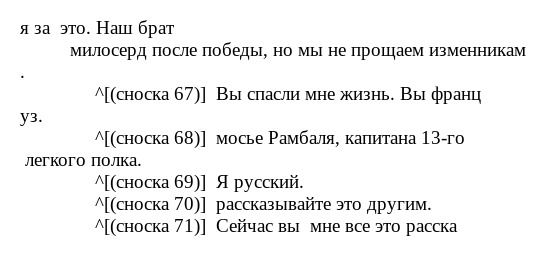 я за  это. Наш брат
милосерд после победы, но мы не прощаем изменникам
.
^[(сноска 67)]  Вы спасли мне жизнь. Вы франц
уз.
^[(сноска 68)]  мосье Рамбаля, капитана 13-го
легкого полка.
^[(сноска 69)]  Я русский.
^[(сноска 70)]  рассказывайте это другим.
^[(сноска 71)]  Сейчас вы  мне все это расска